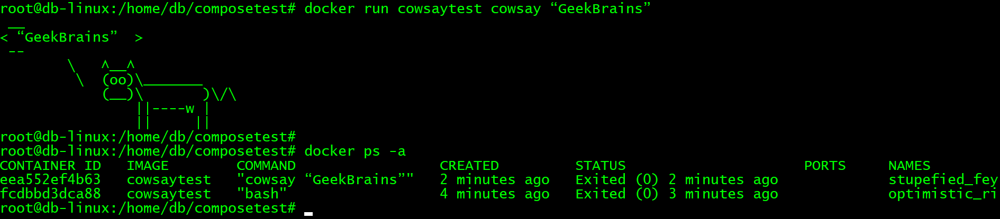 root@db-linux:/home/db/composetest# docker run cowsaytest cowsay “GeekBrains”
 __
< “GeekBrains”  >
 --
        \   ^__^
         \  (oo)\_______
            (__)\       )\/\
                ||----w |
                ||     ||
root@db-linux:/home/db/composetest#
root@db-linux:/home/db/composetest# docker ps -a
CONTAINER ID   IMAGE        COMMAND                 CREATED         STATUS                     PORTS     NAMES
eea552ef4b63   cowsaytest   "cowsay “GeekBrains”"   2 minutes ago   Exited (0) 2 minutes ago             stupefied_fey
fcdbbd3dca88   cowsaytest   "bash"                  4 minutes ago   Exited (0) 3 minutes ago             optimistic_ri
root@db-linux:/home/db/composetest#